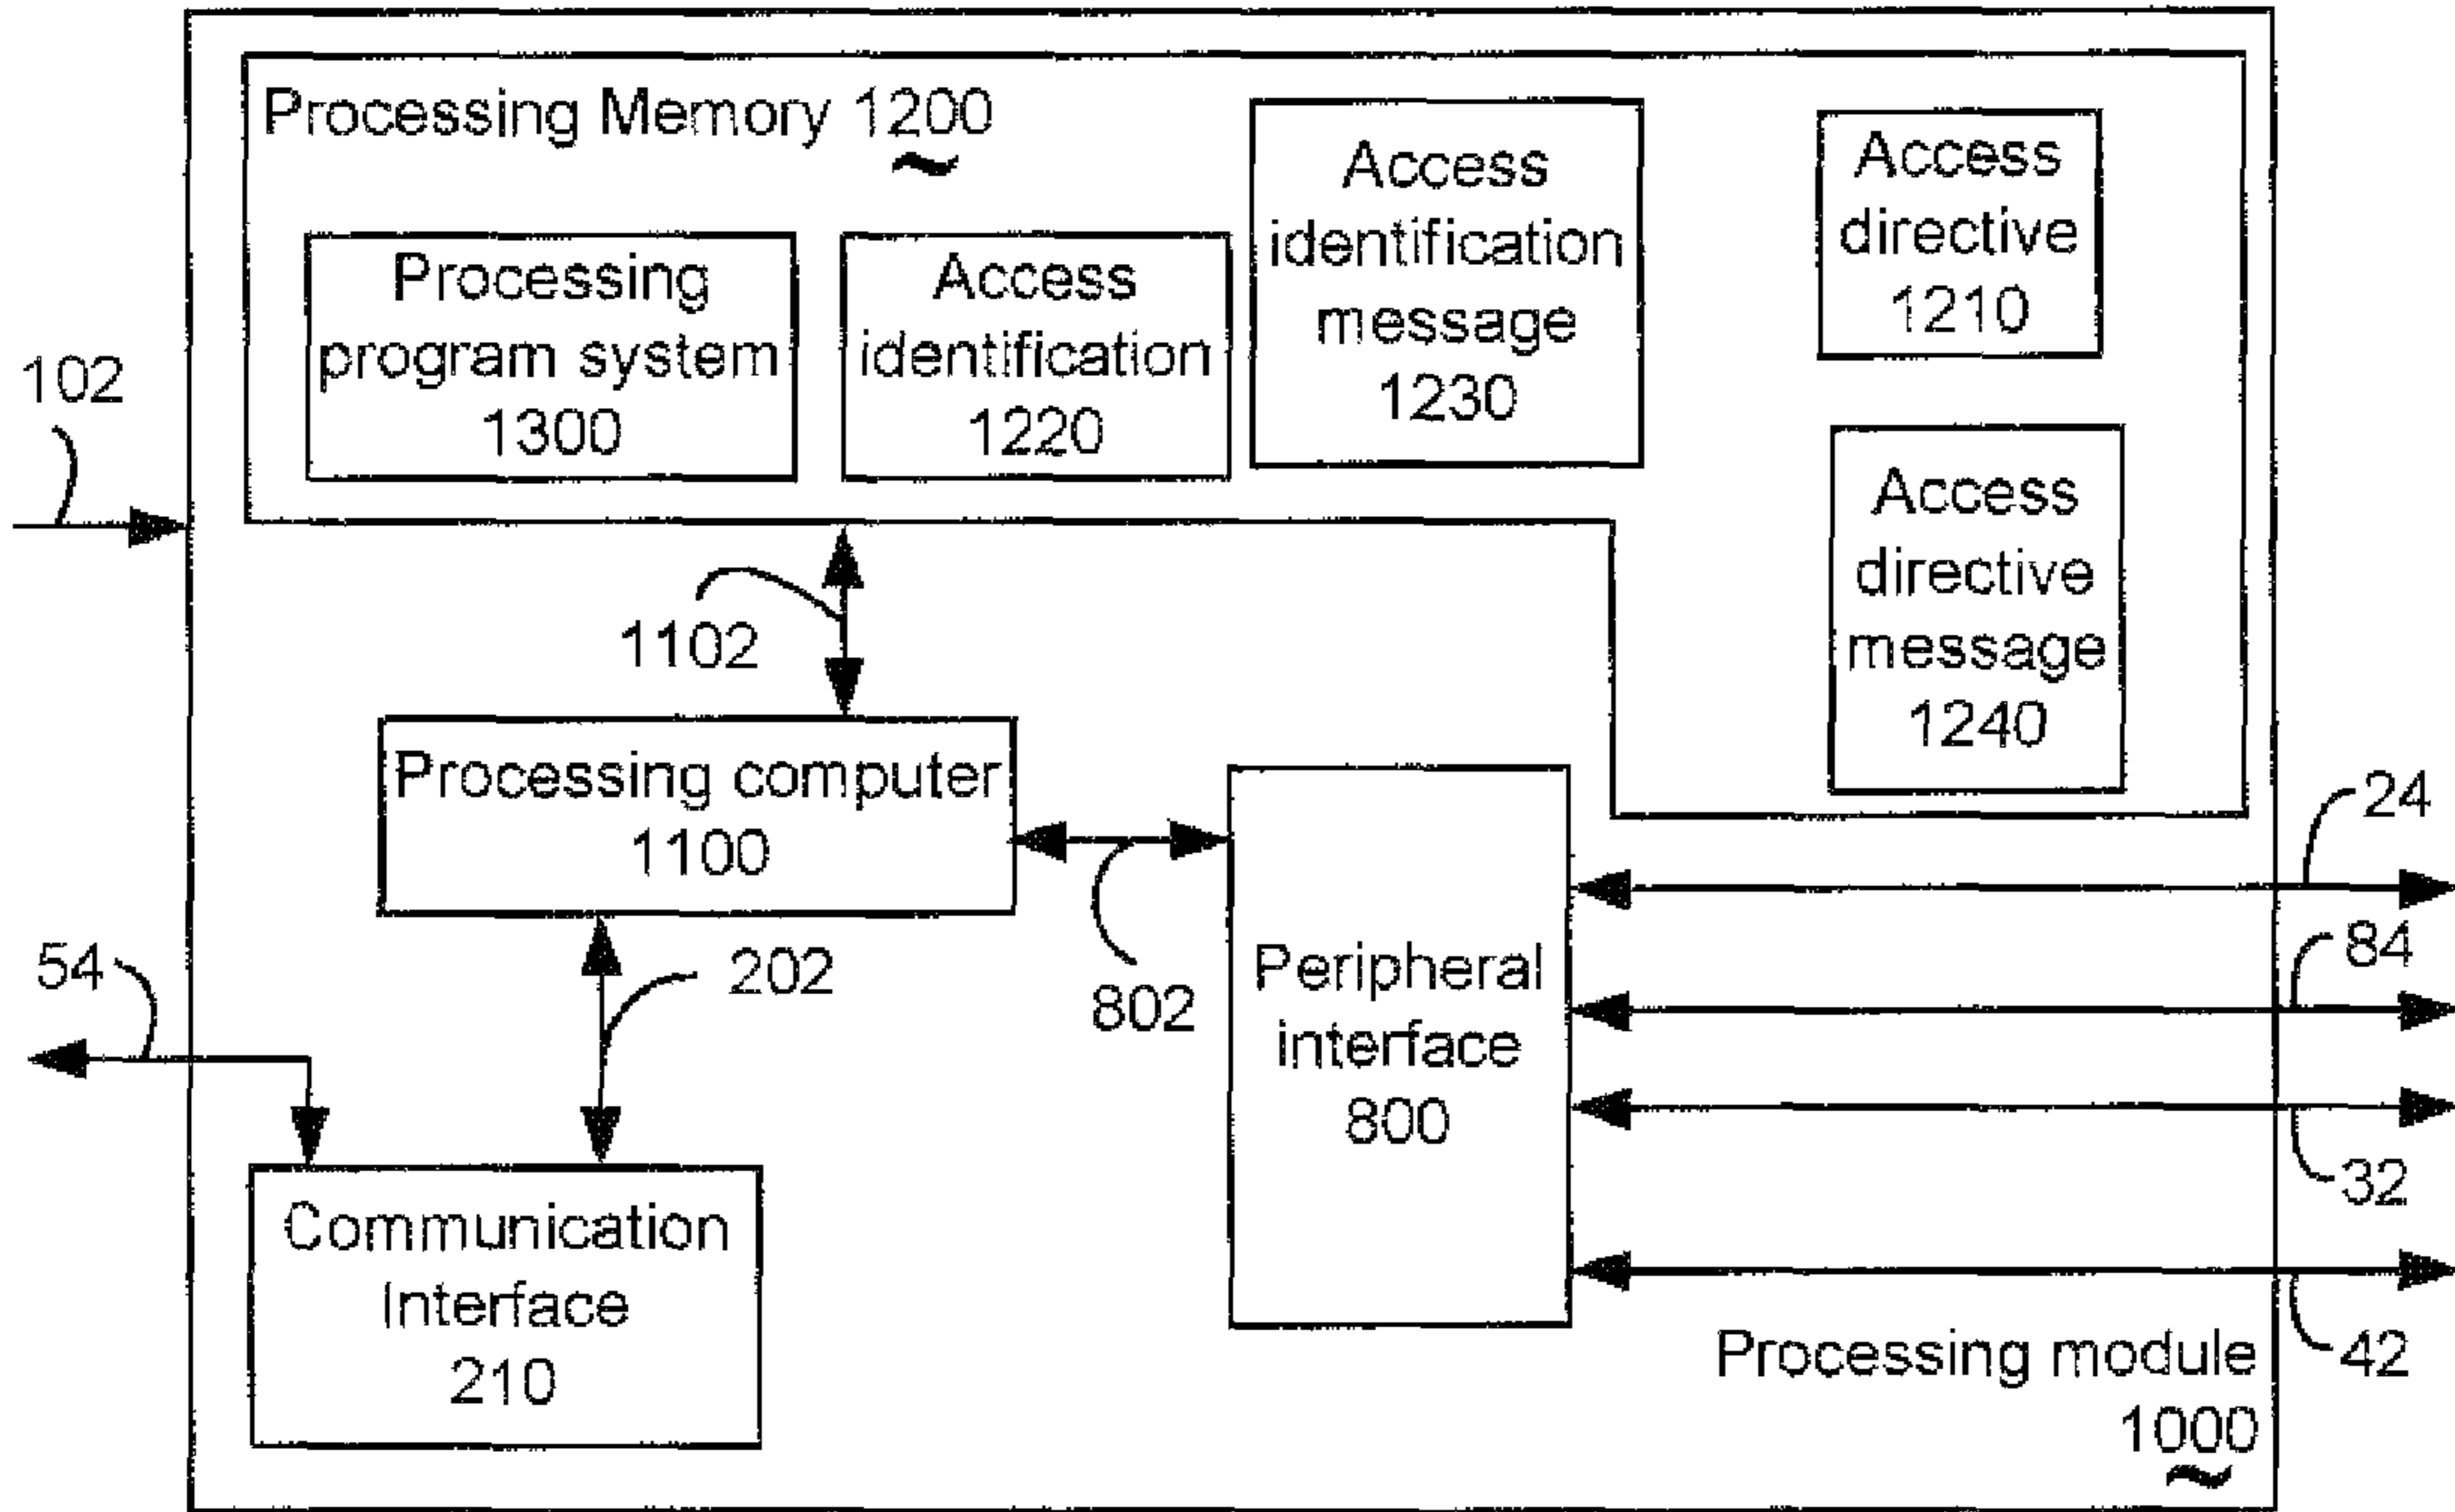 Processing Memory 1200
Processing
program system
1300
Access
identification
1220
Access
identification
message
1230
Access
directive
1210
Access
directive
message
1240
102
1102
Processing computer
1100
802
202
54
Communication
Interface
210
Peripheral
interface
800
24
84
32
42
Processing module
1000